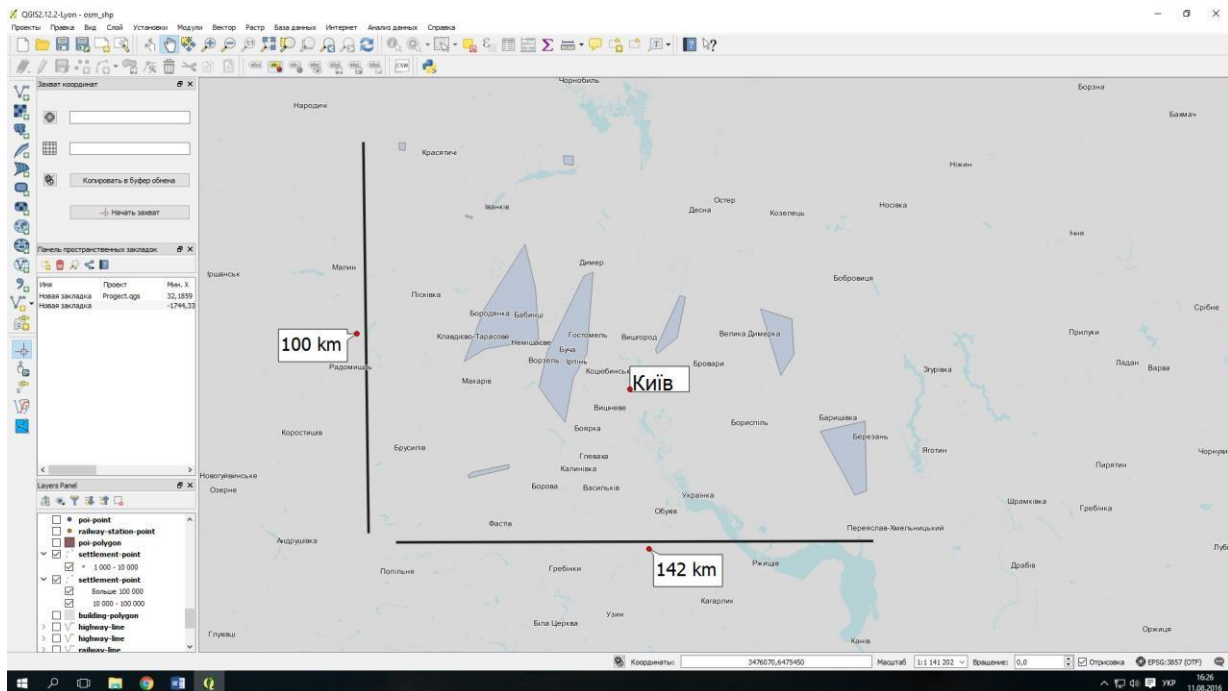 QGIS2.12.2-Lyon - osm_shp
Проекты Правка Вид Слой Установки Модули Вектор Растр База данных Интернет Анализ данных Справка
Захват координат
Копировать в буфер обмена
Начать захват
Панель пространственных закладок
Имя Проект Мин. X
Новая закладка Progect.qgs 32,1859
Новая закладка -1744,33
Layers Panel
poi-point
railway-station-point
poi-polygon
settlement-point
1 000 - 10 000
settlement-point
Больше 100 000
10 000 - 100 000
building-polygon
highway-line
highway-line
railway-line
Чорнобиль
Борзна
Народичі
Бахмач
Красятичі
Ніжин
Іванків
Остер
Десна
Козелець
Носівка
Ічня
Димер
Малин
Іршанськ
Бобровиця
Пісківка
Срібне
Бородянка
Бабинці
Клавдієво-Тарасове
Немішаєве
Гостомель
Вишгород
Велика Димерка
Прилуки
100 km
Буча
Ворзель
Ірпінь
Бровари
Ладан
Варва
Радомишль
Макарів
Коцюбинськ
Київ
Згурівка
Вишневе
Баришівка
Бориспіль
Боярка
Березань
Коростишів
Брусилів
Яготин
Глеваха
Калинівка
Пирятин
Новогуйвинське
Озерне
Борова
Васильків
Українка
Шрамківка
Гребінка
Обухів
Фастів
Переяслав-Хмельницький
Андрушівка
142 km
Попільня
Гребінки
Ржищів
Драбів
Кагарлик
Узин
Біла Церква
Оржиця
Глухівці
Канів
Координаты: 3476070,6475450 Масштаб 1:1 141 202 Вращение: 0,0 Отрисовка EPSG:3857 (OTF)
УКР
16:26
11.08.2016